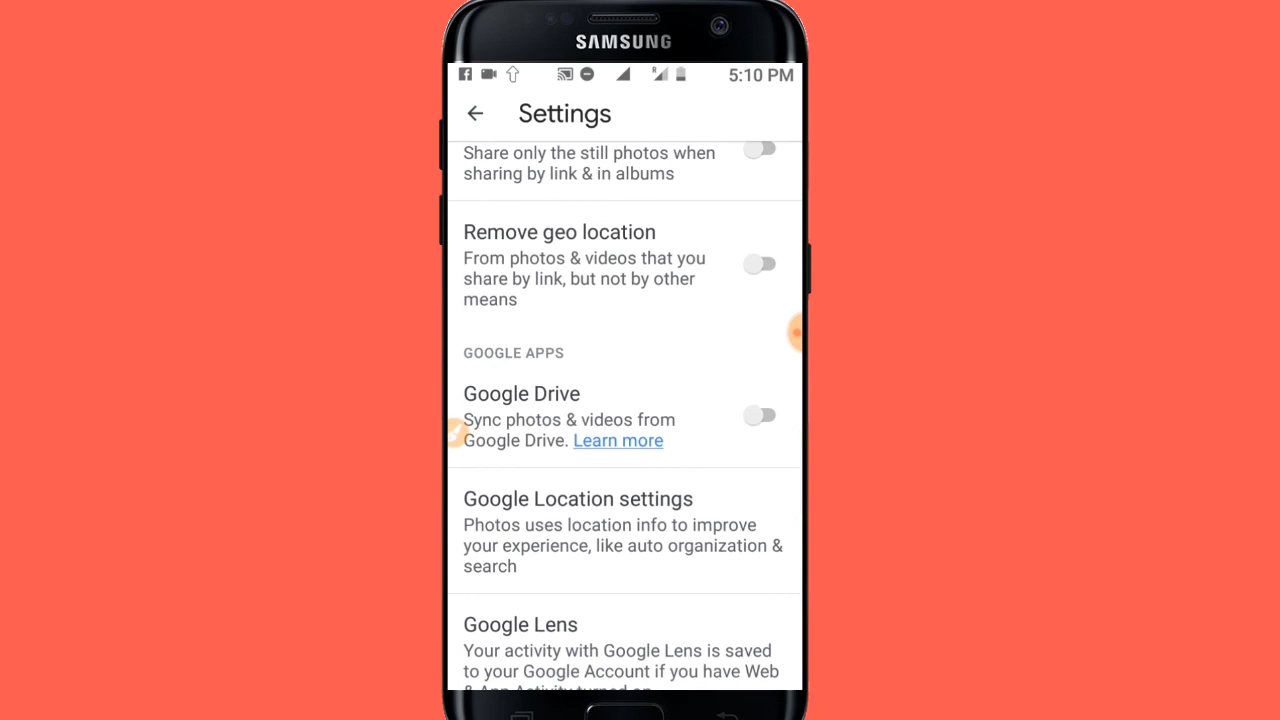 SAMSUNG
5:10 PM
Settings
Share only the still photos when
sharing by link & in albums
Remove geo location
From photos & videos that you
share by link, but not by other
means
GOOGLE APPS
Google Drive
Sync photos & videos from
Google Drive. Learn more
Google Location settings
Photos uses location info to improve
your experience, like auto organization &
search
Google Lens
Your activity with Google Lens is saved
to your Google Account if you have Web
& App Activity turned on